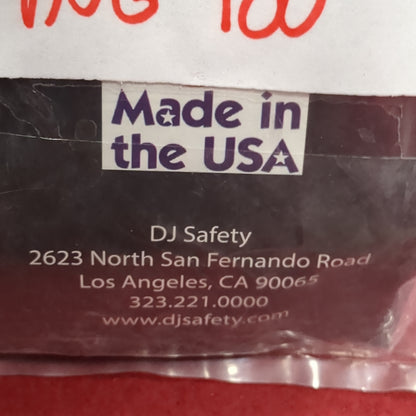 100
Made in
the USA
DJ Safety
2623 North San Fernando Road
Los Angeles, CA 90065
323.221.0000
www.djsafety.com